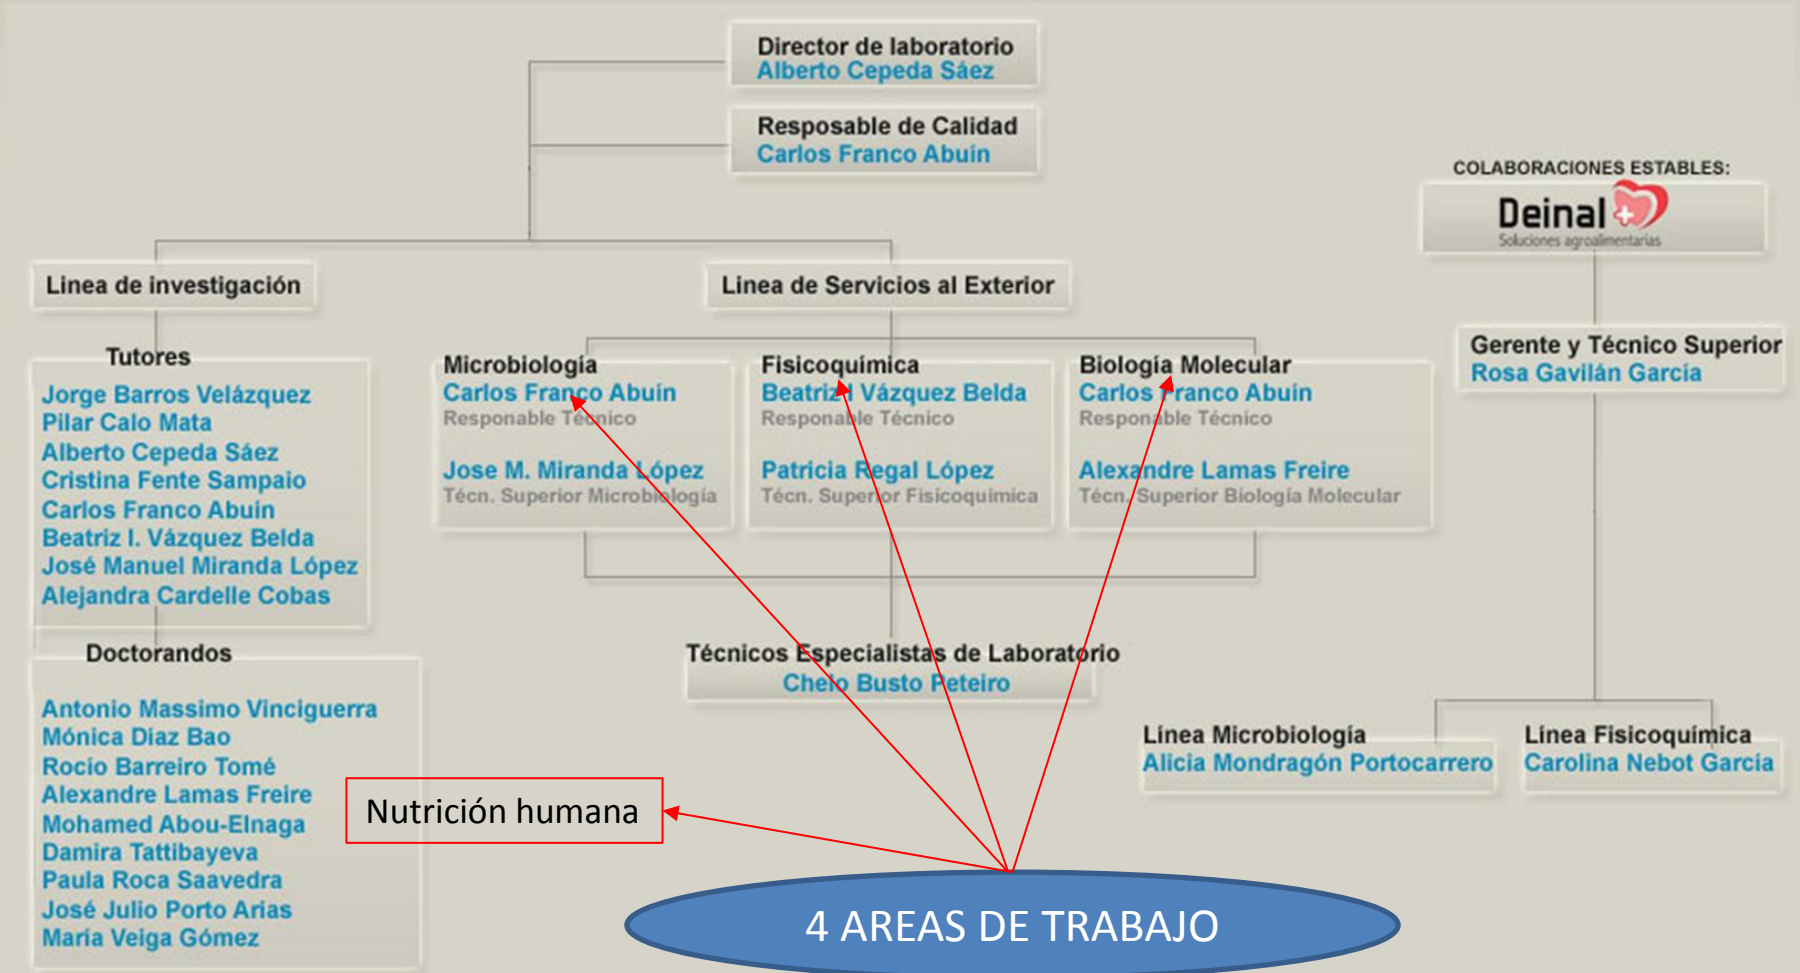 Director de laboratorio
Alberto Cepeda Sáez
Resposable de Calidad
Carlos Franco Abuín
COLABORACIONES ESTABLES:
Deinal
Soluciones agroalimentarias
Linea de investigación
Linea de Servicios al Exterior
Tutores
Jorge Barros Velázquez
Pilar Calo Mata
Alberto Cepeda Sáez
Cristina Fente Sampaio
Carlos Franco Abuín
Beatriz I. Vázquez Belda
José Manuel Miranda López
Alejandra Cardelle Cobas
Microbiología
Carlos Franco Abuín
Responable Técnico
Jose M. Miranda López
Técn. Superior Microbiología
Fisicoquímica
Beatriz I Vázquez Belda
Responable Técnico
Patricia Regal López
Técn. Superior Fisicoquímica
Biología Molecular
Carlos Franco Abuín
Responable Técnico
Alexandre Lamas Freire
Técn. Superior Biología Molecular
Gerente y Técnico Superior
Rosa Gavilán García
Doctorandos
Antonio Massimo Vinciguerra
Mónica Díaz Bao
Rocío Barreiro Tomé
Alexandre Lamas Freire
Mohamed Abou-Elnaga
Damira Tattibayeva
Paula Roca Saavedra
José Julio Porto Arias
María Veiga Gómez
Técnicos Especialistas de Laboratorio
Chelo Busto Peteiro
Línea Microbiología
Alicia Mondragón Portocarrero
Línea Fisicoquímica
Carolina Nebot García
Nutrición humana
4 AREAS DE TRABAJO